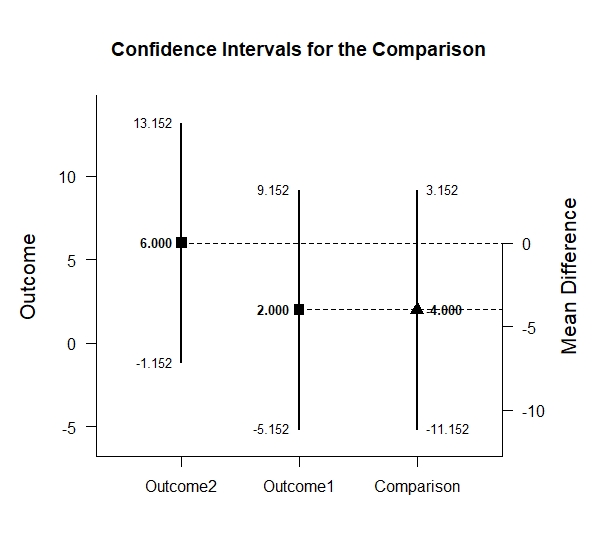 Confidence Intervals for the Comparison
Outcome
10
5
0
-5
13.152
6.000
-1.152
9.152
2.000
-5.152
3.152
-4.000
-11.152
0
-5
-10
Mean Difference
Outcome2
Outcome1
Comparison